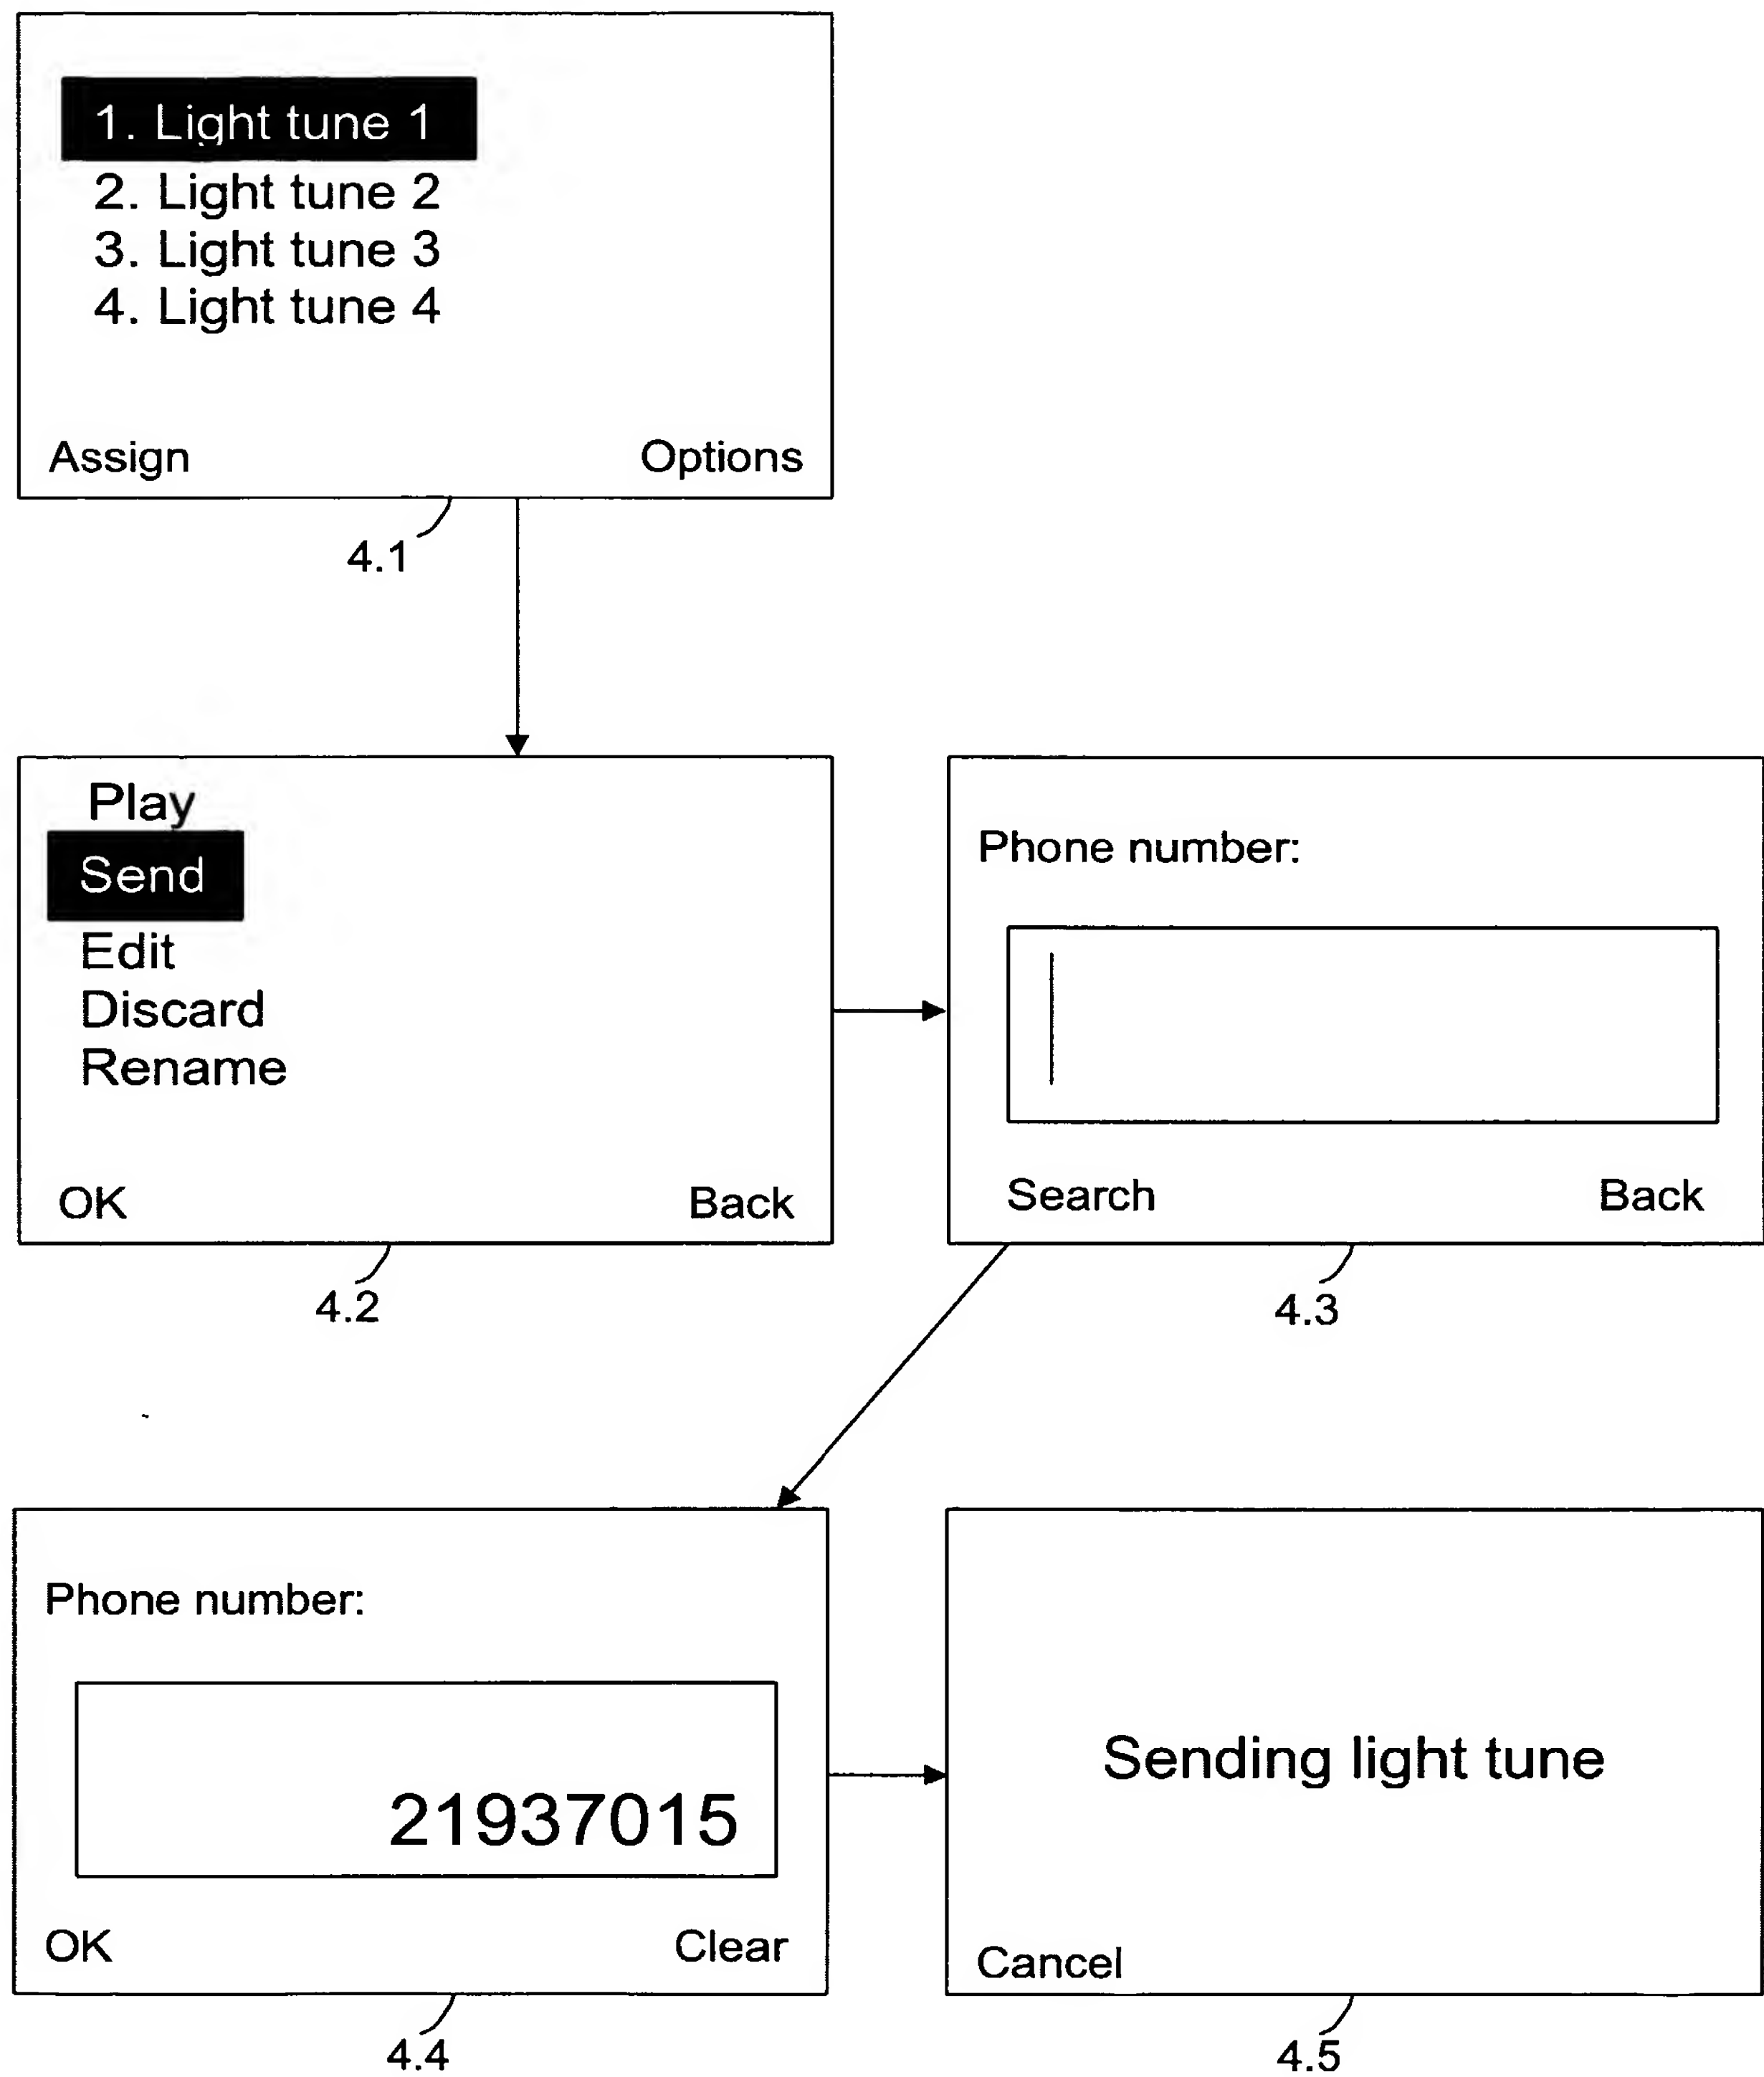 1. Light tune 1
2. Light tune 2
3. Light tune 3
4. Light tune 4
Assign Options
4.1
Play
Send
Edit
Discard
Rename
OK Back
4.2
Phone number:
Search Back
4.3
Phone number:
21937015
OK Clear
4.4
Sending light tune
Cancel
4.5